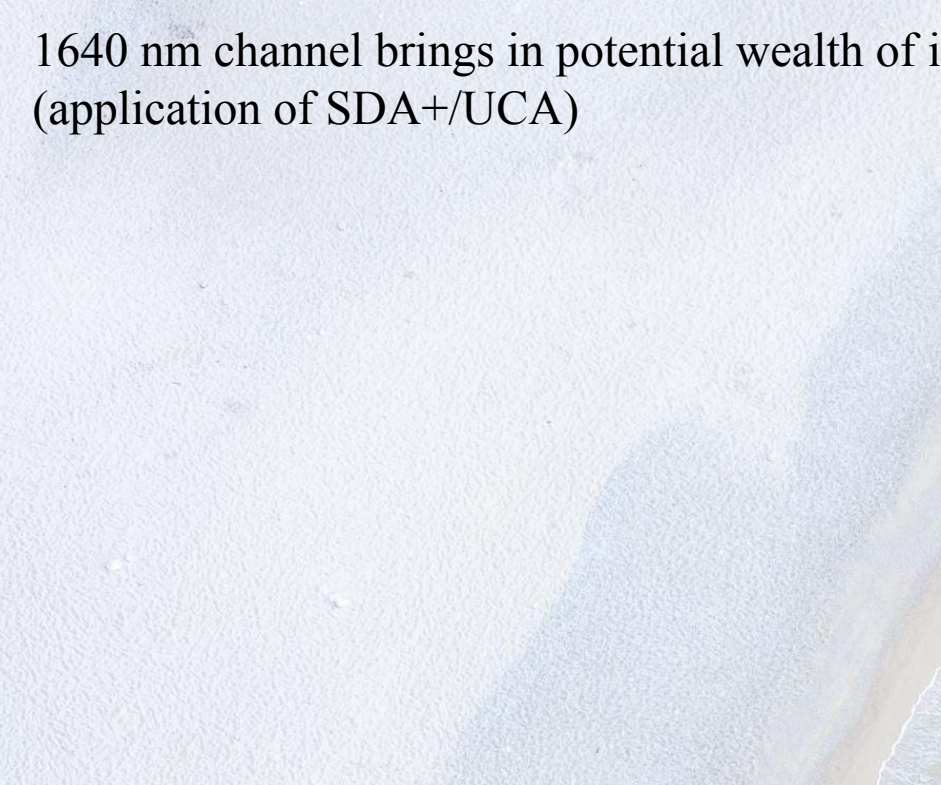 1640 nm channel brings in potential wealth of
(application of SDA+/UCA)